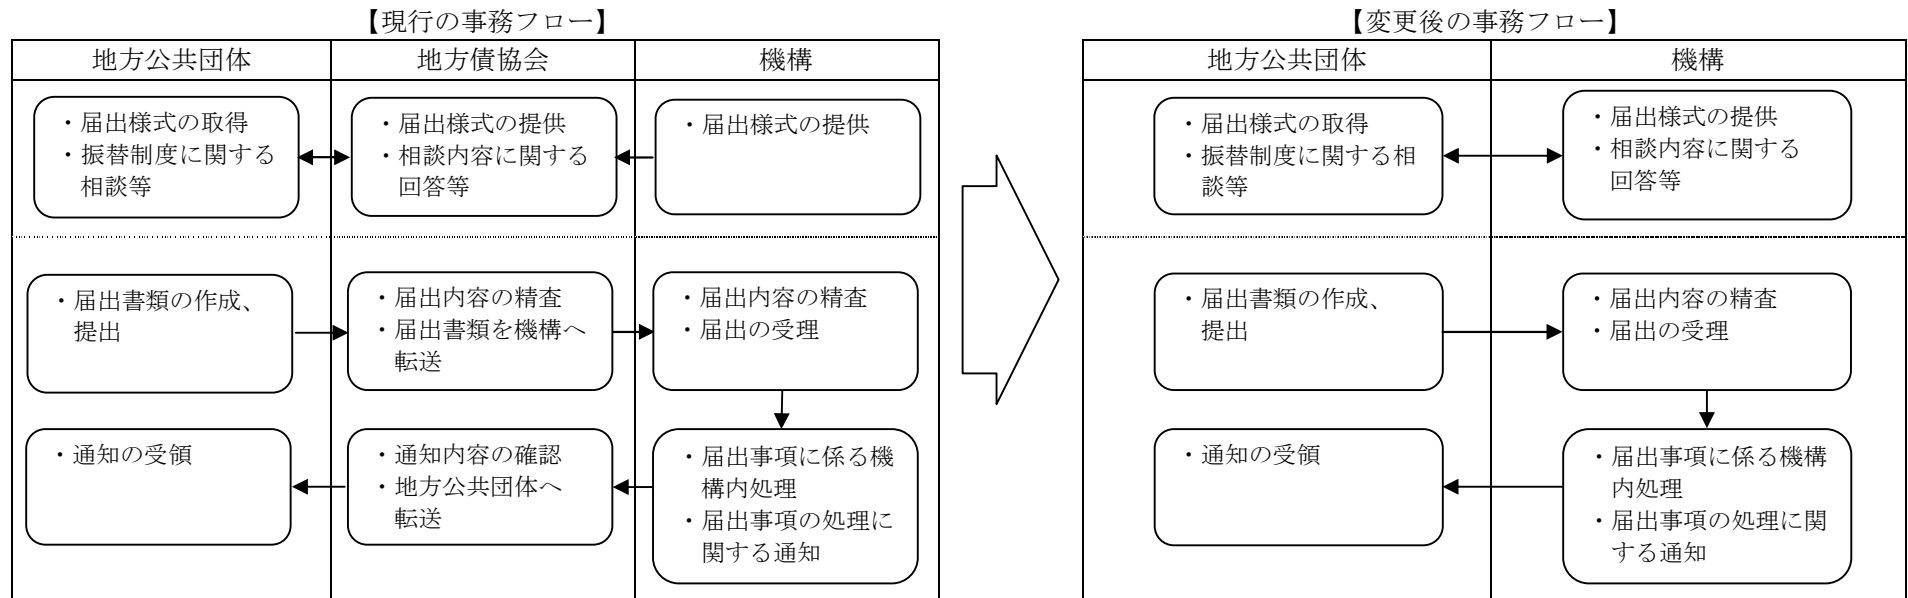 【現行の事務フロー】
地方公共団体
地方債協会
機構
・届出様式の取得
・振替制度に関する
相談等
・届出様式の提供
・相談内容に関する
回答等
・届出様式の提供
・届出書類の作成、
提出
・届出内容の精査
・届出書類を機構へ
転送
・届出内容の精査
・届出の受理
・通知の受領
・通知内容の確認
・地方公共団体へ
転送
・届出事項に係る機
構内処理
・届出事項の処理に
関する通知
【変更後の事務フロー】
地方公共団体
機構
・届出様式の取得
・振替制度に関する相
談等
・届出様式の提供
・相談内容に関する
回答等
・届出書類の作成、
提出
・届出内容の精査
・届出の受理
・通知の受領
・届出事項に係る機構
内処理
・届出事項の処理に関
する通知